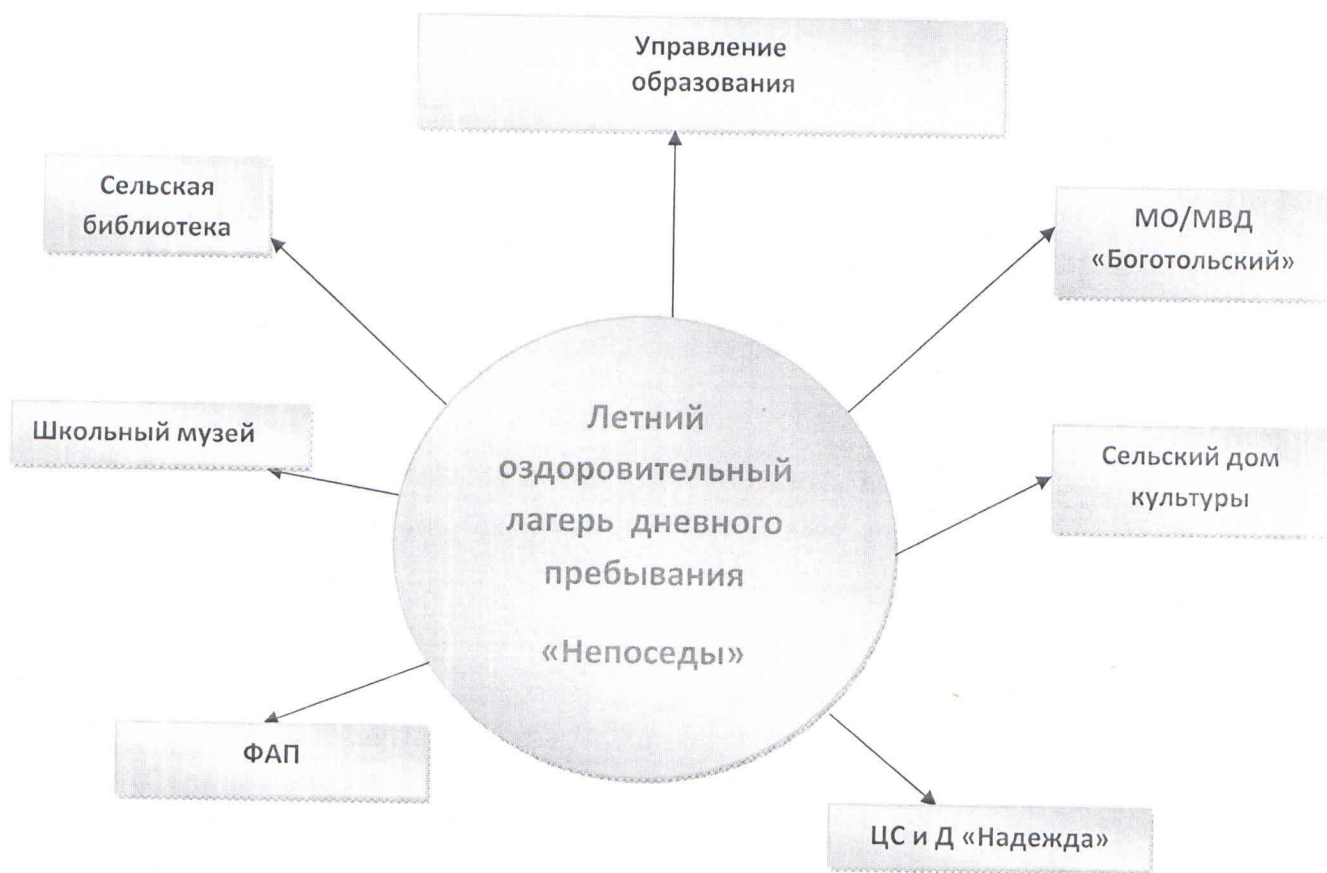 Управление
образования
Сельская
библиотека
МО/МВД
«Боготольский»
Школьный музей
Летний
оздоровительный
лагерь дневного
пребывания
«Непоседы»
Сельский дом
культуры
ФАП
ЦС и Д «Надежда»